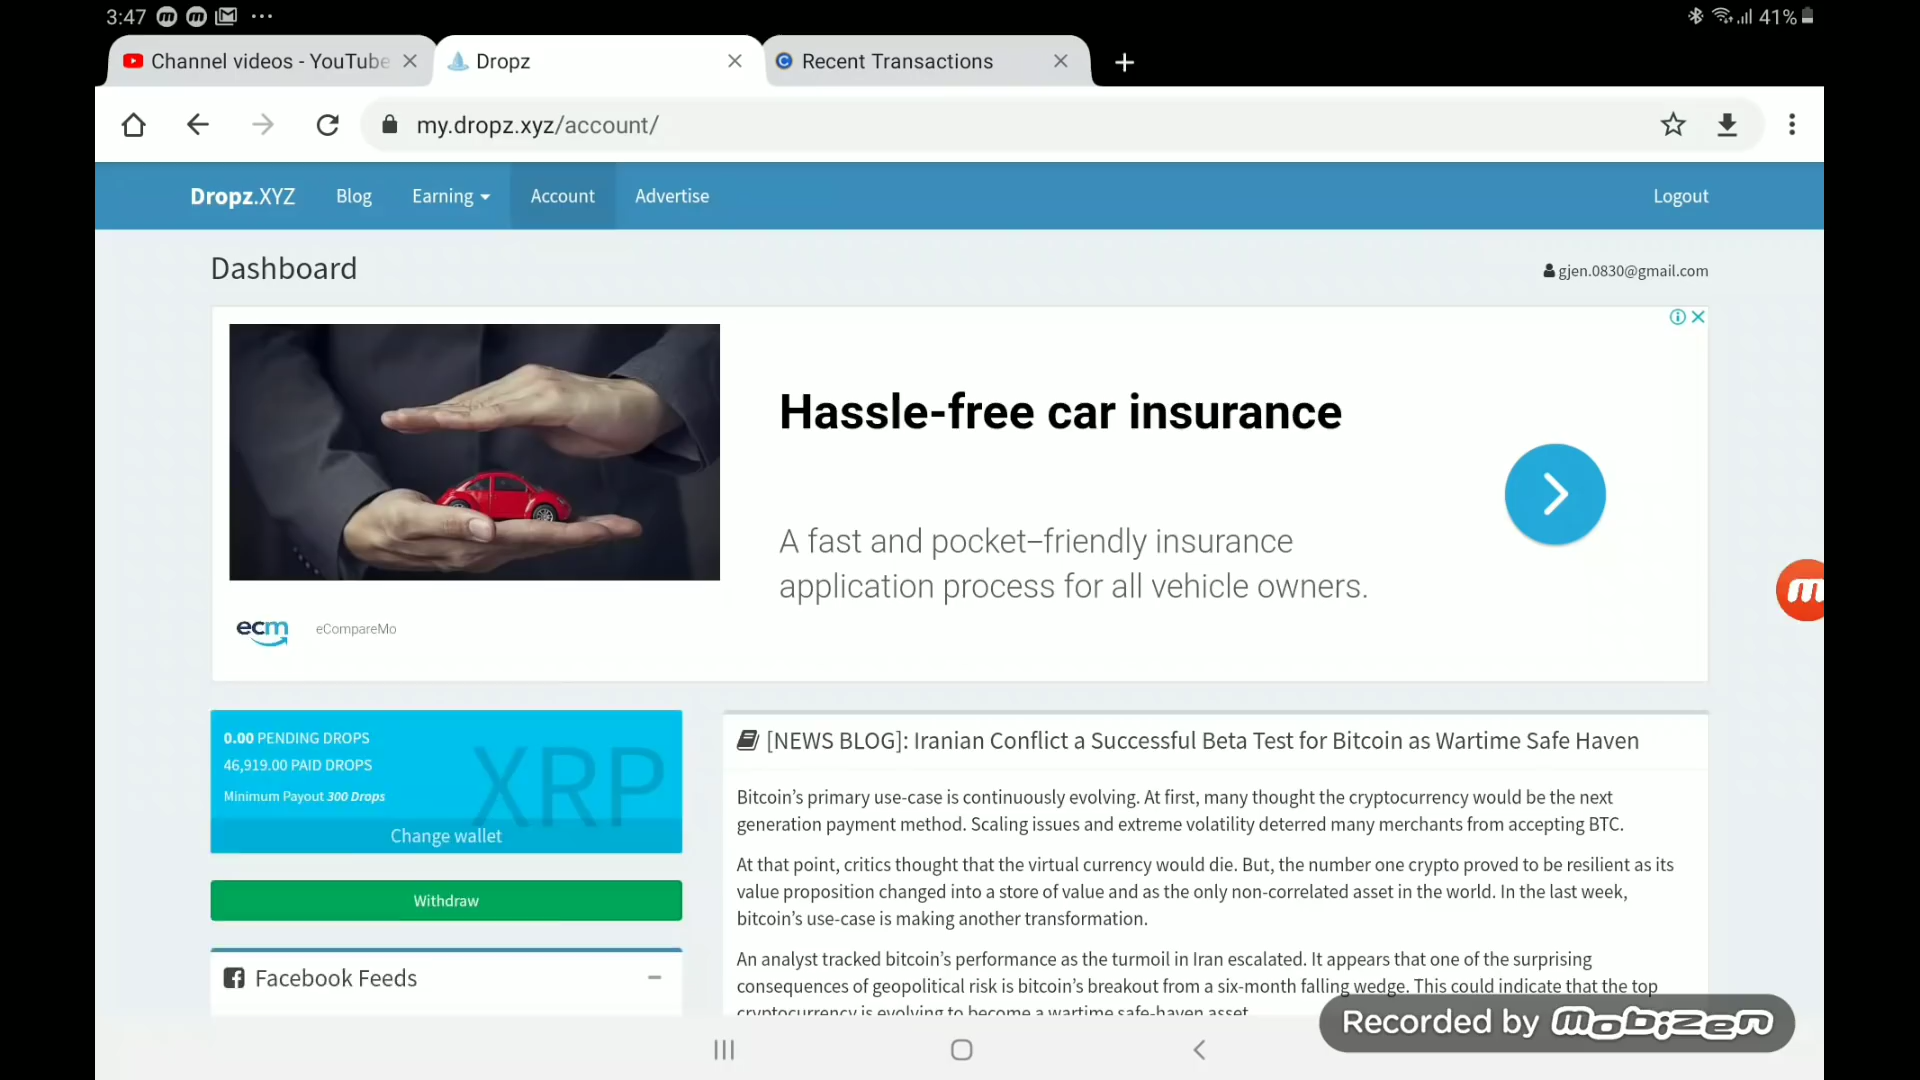 3:47
41%
Channel videos - YouTube
Dropz
Recent Transactions
my.dropz.xyz/account/
Dropz.XYZ
Blog
Earning
Account
Advertise
Logout
Dashboard
gjen.0830@gmail.com
Hassle-free car insurance
A fast and pocket–friendly insurance
application process for all vehicle owners.
ecm
eCompareMo
0.00 PENDING DROPS
46,919.00 PAID DROPS
Minimum Payout 300 Drops
XRP
Change wallet
Withdraw
Facebook Feeds
[NEWS BLOG]: Iranian Conflict a Successful Beta Test for Bitcoin as Wartime Safe Haven
Bitcoin’s primary use-case is continuously evolving. At first, many thought the cryptocurrency would be the next
generation payment method. Scaling issues and extreme volatility deterred many merchants from accepting BTC.
At that point, critics thought that the virtual currency would die. But, the number one crypto proved to be resilient as its
value proposition changed into a store of value and as the only non-correlated asset in the world. In the last week,
bitcoin’s use-case is making another transformation.
An analyst tracked bitcoin’s performance as the turmoil in Iran escalated. It appears that one of the surprising
consequences of geopolitical risk is bitcoin’s breakout from a six-month falling wedge. This could indicate that the top
cryptocurrency is evolving to become a wartime safe-haven asset
m
Recorded by Mobizen